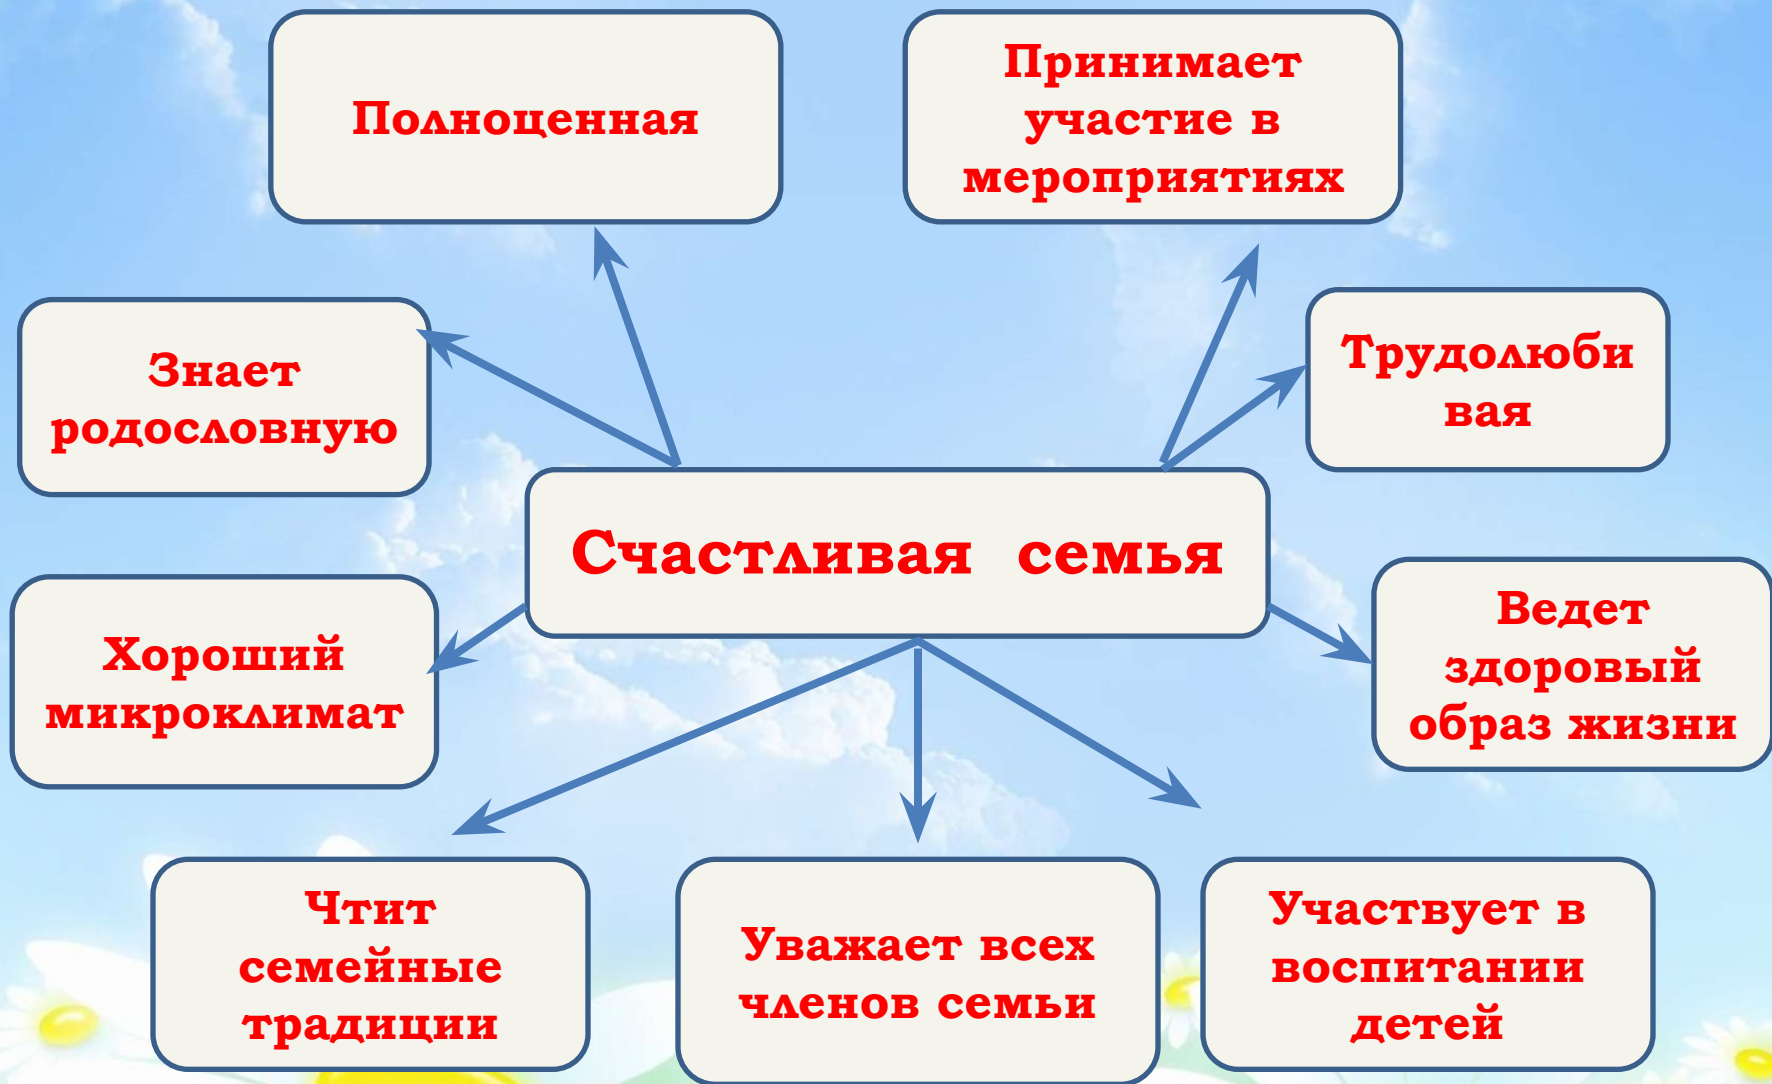 Полноценная
Принимает
участие в
мероприятиях
Знает
родословную
Трудолюби
вая
Счастливая семья
Хороший
микроклимат
Ведет
здоровый
образ жизни
Чтит
семейные
традиции
Уважает всех
членов семьи
Участвует в
воспитании
детей